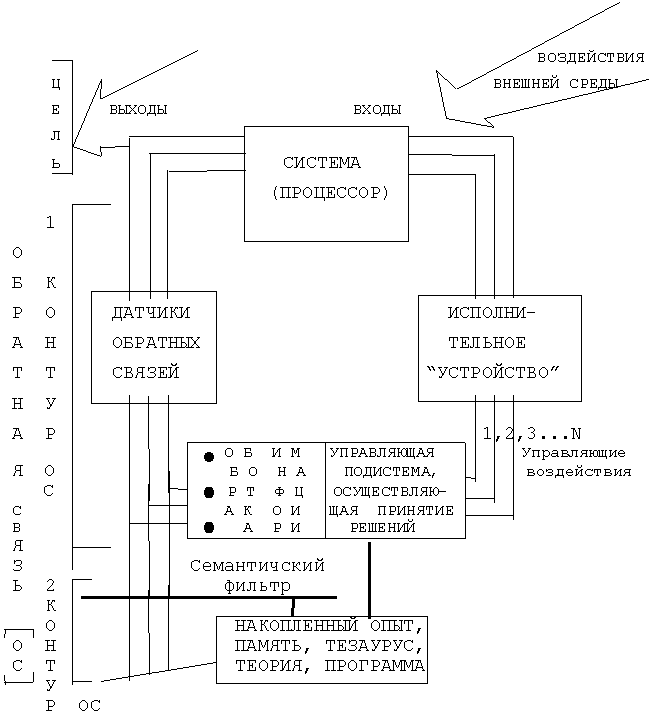 ВОЗДЕЙСТВИЯ
ВНЕШНЕЙ СРЕДЫ
ЦЕЛЬ
ВЫХОДЫ
ВХОДЫ
СИСТЕМА
(ПРОЦЕССОР)
ОБРАТНАЯ СВЯЗЬ
ОС
1 КОНТУР ОС
ДАТЧИКИ
ОБРАТНЫХ
СВЯЗЕЙ
ИСПОЛНИ-
ТЕЛЬНОЕ
“УСТРОЙСТВО”
1,2,3...N
Управляющие
воздействия
О Б И М
Б О Н А
Р Т Ф Ц
А К О И
А Р И
УПРАВЛЯЮЩАЯ
ПОДИСТЕМА,
ОСУЩЕСТВЛЯЮ-
ЩАЯ ПРИНЯТИЕ
РЕШЕНИЙ
Семантичский
фильтр
2 КОНТУР ОС
НАКОПЛЕННЫЙ ОПЫТ,
ПАМЯТЬ, ТЕЗАУРУС,
ТЕОРИЯ, ПРОГРАММА